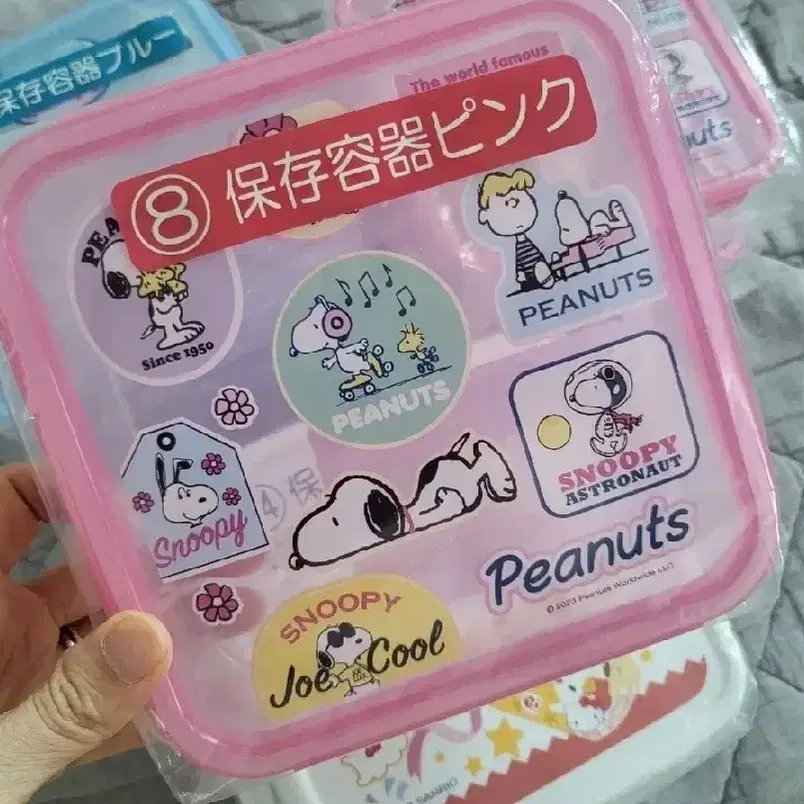 保存容器ブルー
The world famous
⑧保存容器ピンク
PEA
Since 1950
PEANUTS
PEANUTS
SNOOPY
ASTRONAUT
Snoopy
④保
Peanuts
© 2023 Peanuts Worldwide LLC
SNOOPY
Joe Cool
SANRIO